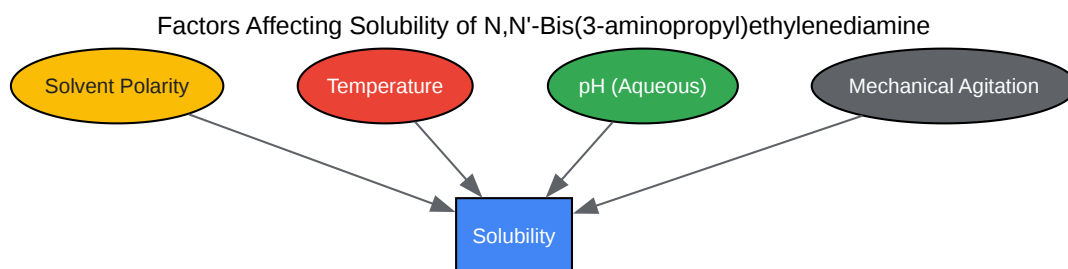 Factors Affecting Solubility of N,N'-Bis(3-aminopropyl)ethylenediamine
Solvent Polarity
Temperature
pH (Aqueous)
Mechanical Agitation
Solubility